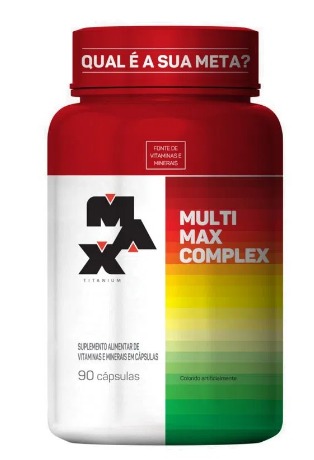 QUAL É A SUA META?
FONTE DE
VITAMINAS E
MINERAIS
MAX
TITANIUM
MULTI
MAX
COMPLEX
SUPLEMENTO ALIMENTAR DE
VITAMINAS E MINERAIS EM CÁPSULAS
90 cápsulas
Colorido artificialmente